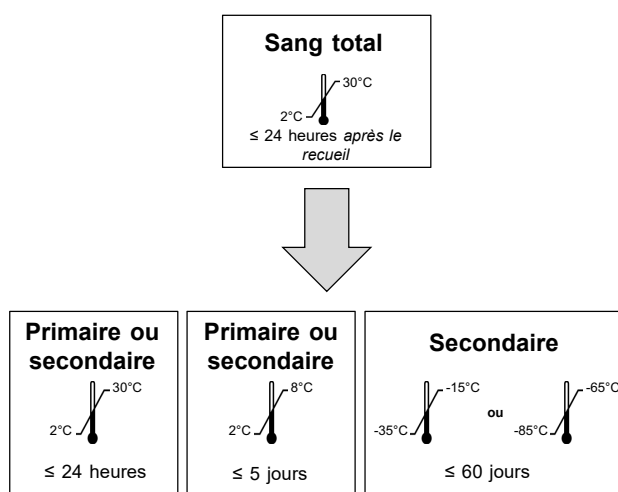 Sang total
30°C
2°C
≤ 24 heures après le
recueil
Primaire ou
secondaire
30°C
2°C
≤ 24 heures
Primaire ou
secondaire
8°C
2°C
≤ 5 jours
Secondaire
-15°C
-35°C
ou
-65°C
-85°C
≤ 60 jours